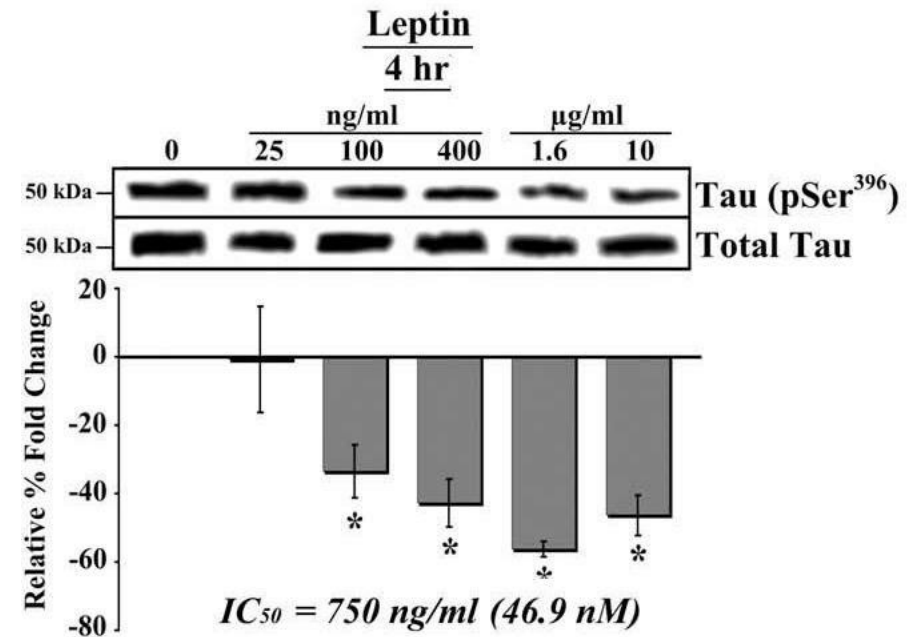 Leptin
4 hr
ng/ml μg/ml
0 25 100 400 1.6 10
50 kDa Tau (pSer³⁹⁶)
50 kDa Total Tau
Relative % Fold Change
20
0
-20
-40
-60
-80
* * * *
IC₅₀ = 750 ng/ml (46.9 nM)